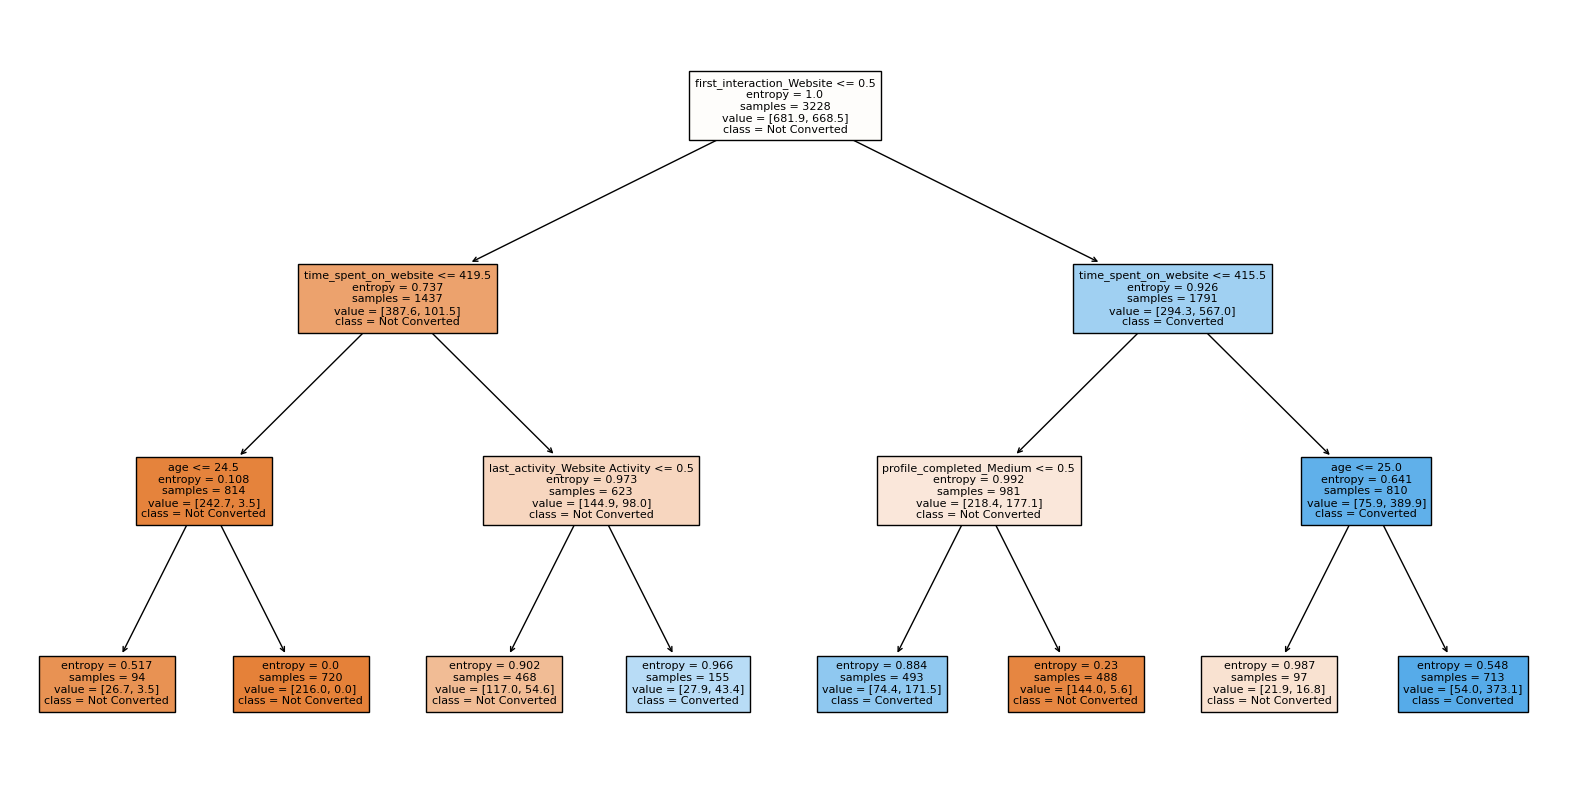 first_interaction_Website <= 0.5
entropy = 1.0
samples = 3228
value = [681.9, 668.5]
class = Not Converted
time_spent_on_website <= 419.5
entropy = 0.737
samples = 1437
value = [387.6, 101.5]
class = Not Converted
time_spent_on_website <= 415.5
entropy = 0.926
samples = 1791
value = [294.3, 567.0]
class = Converted
age <= 24.5
entropy = 0.108
samples = 814
value = [242.7, 3.5]
class = Not Converted
last_activity_Website Activity <= 0.5
entropy = 0.973
samples = 623
value = [144.9, 98.0]
class = Not Converted
profile_completed_Medium <= 0.5
entropy = 0.992
samples = 981
value = [218.4, 177.1]
class = Not Converted
age <= 25.0
entropy = 0.641
samples = 810
value = [75.9, 389.9]
class = Converted
entropy = 0.517
samples = 94
value = [26.7, 3.5]
class = Not Converted
entropy = 0.0
samples = 720
value = [216.0, 0.0]
class = Not Converted
entropy = 0.902
samples = 468
value = [117.0, 54.6]
class = Not Converted
entropy = 0.966
samples = 155
value = [27.9, 43.4]
class = Converted
entropy = 0.884
samples = 493
value = [74.4, 171.5]
class = Converted
entropy = 0.23
samples = 488
value = [144.0, 5.6]
class = Not Converted
entropy = 0.987
samples = 97
value = [21.9, 16.8]
class = Not Converted
entropy = 0.548
samples = 713
value = [54.0, 373.1]
class = Converted